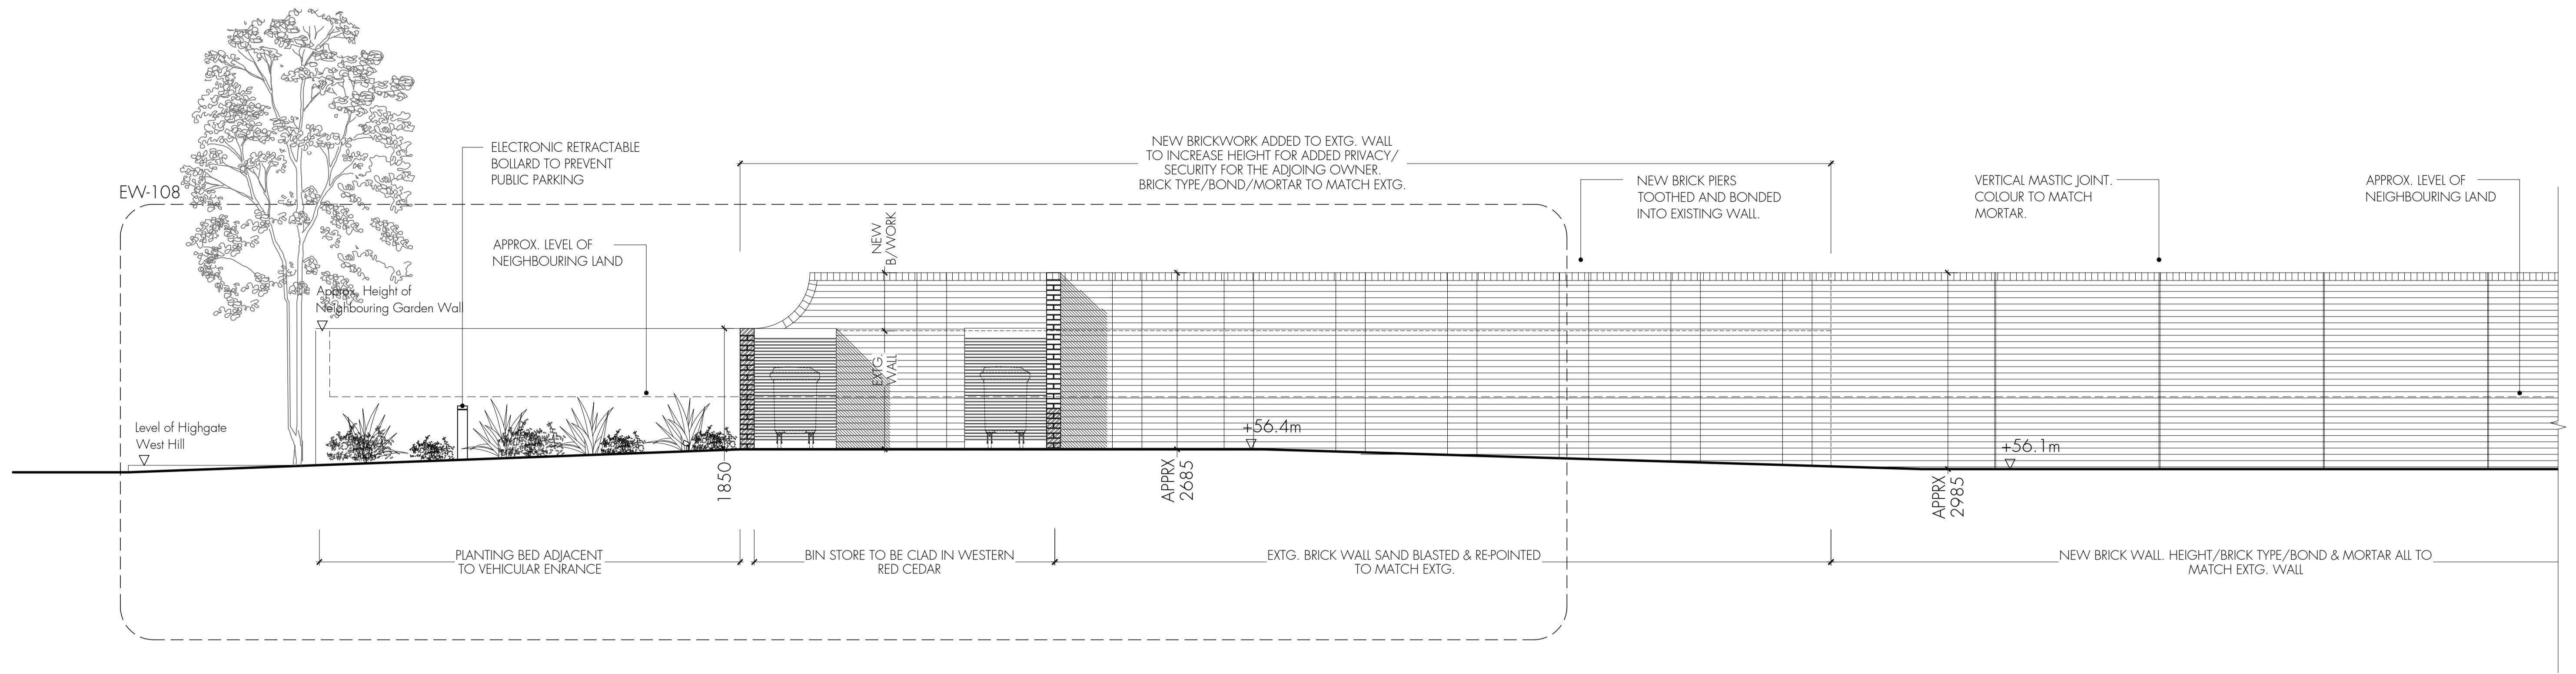 EW-108
ELECTRONIC RETRACTABLE
BOLLARD TO PREVENT
PUBLIC PARKING
NEW BRICKWORK ADDED TO EXTG. WALL
TO INCREASE HEIGHT FOR ADDED PRIVACY/
SECURITY FOR THE ADJOING OWNER.
BRICK TYPE/BOND/MORTAR TO MATCH EXTG.
NEW BRICK PIERS
TOOTHED AND BONDED
INTO EXISTING WALL.
VERTICAL MASTIC JOINT.
COLOUR TO MATCH
MORTAR.
APPROX. LEVEL OF
NEIGHBOURING LAND
APPROX. LEVEL OF
NEIGHBOURING LAND
NEW
B/WORK
Approx. Height of
Neighbouring Garden Wall
EXTG.
WALL
Level of Highgate
West Hill
+56.4m
+56.1m
1850
APPRX
2685
APPRX
2985
PLANTING BED ADJACENT
TO VEHICULAR ENRANCE
BIN STORE TO BE CLAD IN WESTERN
RED CEDAR
EXTG. BRICK WALL SAND BLASTED & RE-POINTED
TO MATCH EXTG.
NEW BRICK WALL. HEIGHT/BRICK TYPE/BOND & MORTAR ALL TO
MATCH EXTG. WALL